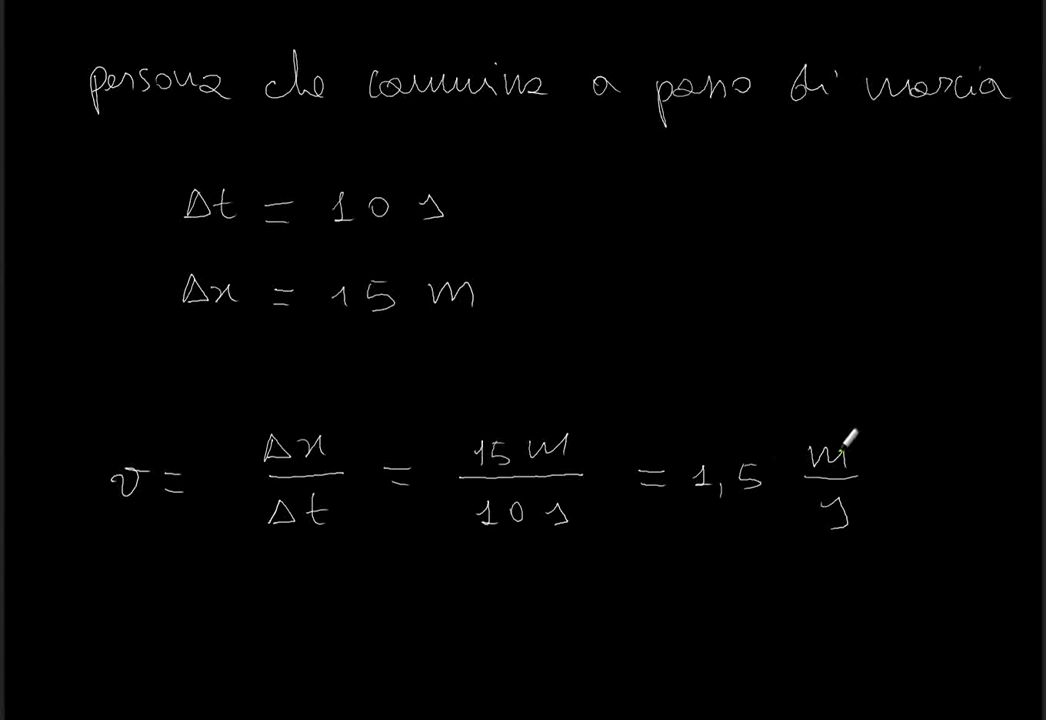 persona che cammina a passo di marcia
Δt = 10 s
Δx = 15 m
v = Δx/Δt = 15 m/10 s = 1,5 m/s